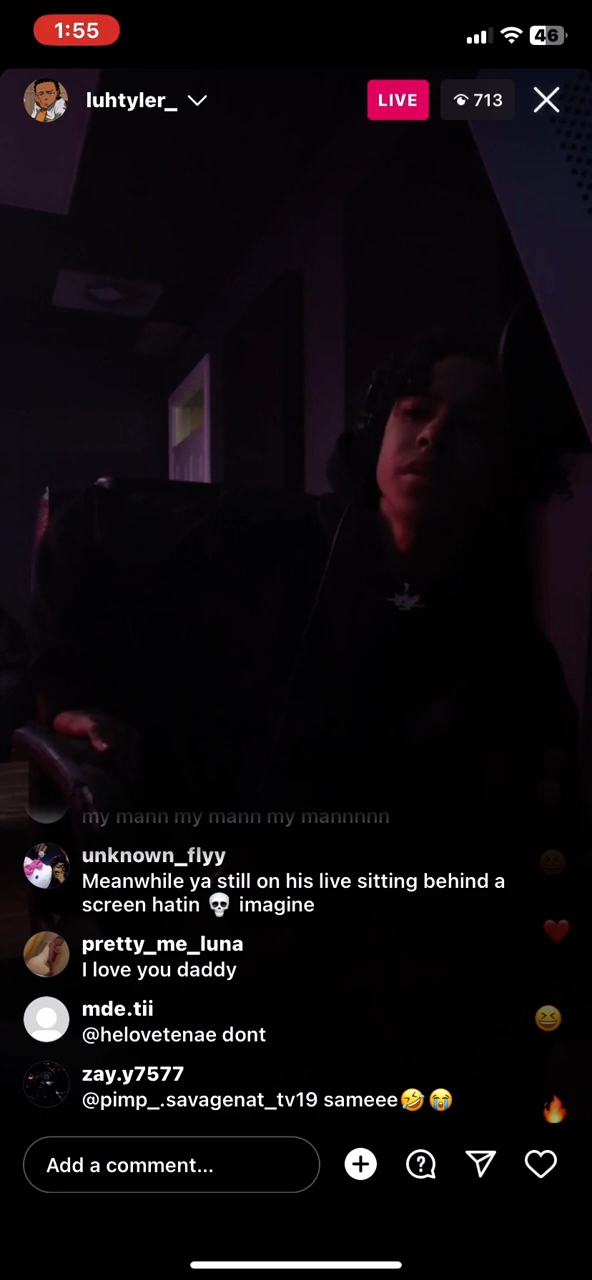 1:55
46
luhtyler_
LIVE
713
my mann my mann my mannnnn
unknown_flyy
Meanwhile ya still on his live sitting behind a
screen hatin 💀 imagine
pretty_me_luna
I love you daddy
mde.tii
@helovetenae dont
zay.y7577
@pimp_.savagenat_tv19 sameee🤣😭
Add a comment...